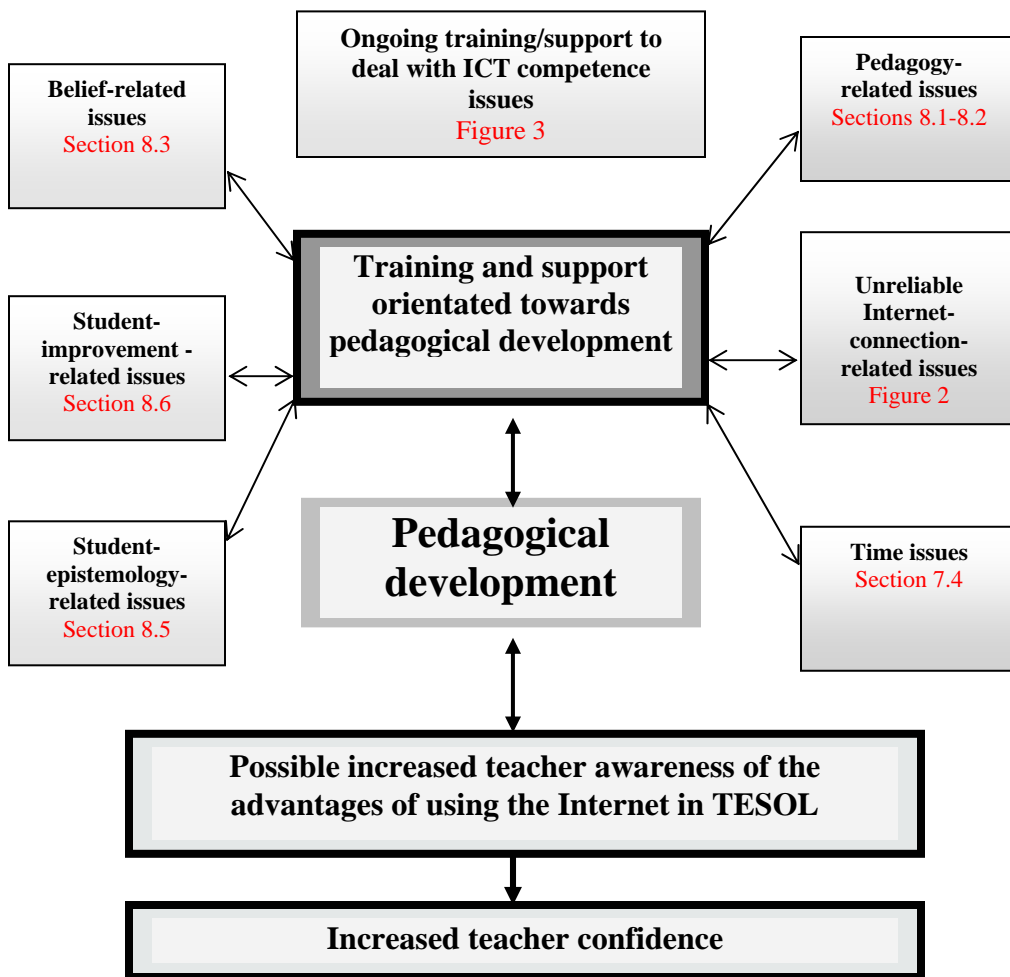 Ongoing training/support to
deal with ICT competence
issues
Figure 3
Belief-related
issues
Section 8.3
Pedagogy-
related issues
Sections 8.1-8.2
Training and support
orientated towards
pedagogical development
Student-
improvement -
related issues
Section 8.6
Unreliable
Internet-
connection-
related issues
Figure 2
Pedagogical
development
Student-
epistemology-
related issues
Section 8.5
Time issues
Section 7.4
Possible increased teacher awareness of the
advantages of using the Internet in TESOL
Increased teacher confidence